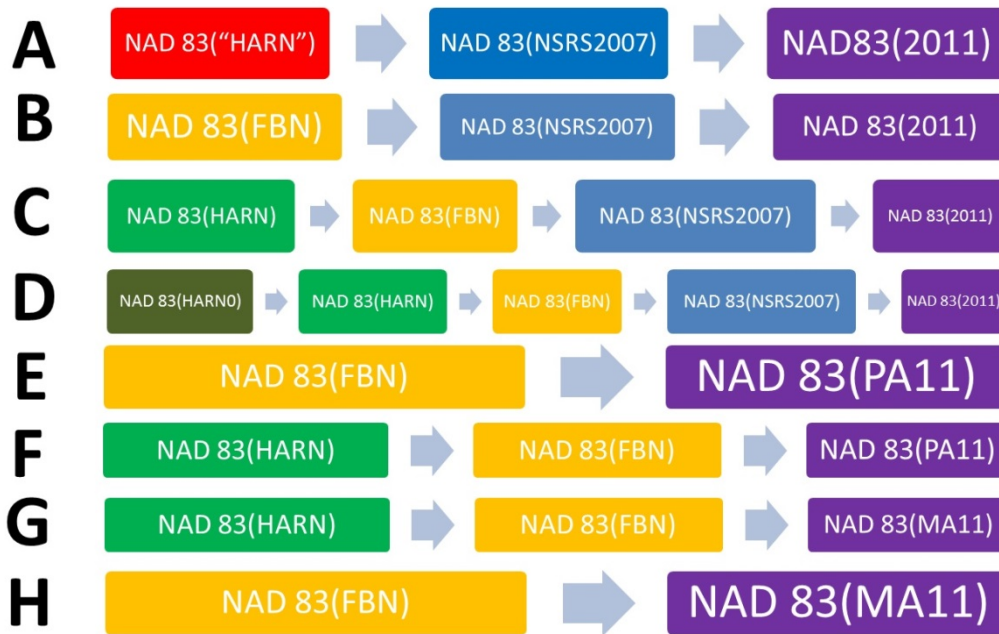 A NAD 83(“HARN”) NAD 83(NSRS2007) NAD83(2011)
B NAD 83(FBN) NAD 83(NSRS2007) NAD 83(2011)
C NAD 83(HARN) NAD 83(FBN) NAD 83(NSRS2007) NAD 83(2011)
D NAD 83(HARN0) NAD 83(HARN) NAD 83(FBN) NAD 83(NSRS2007) NAD 83(2011)
E NAD 83(FBN) NAD 83(PA11)
F NAD 83(HARN) NAD 83(FBN) NAD 83(PA11)
G NAD 83(HARN) NAD 83(FBN) NAD 83(MA11)
H NAD 83(FBN) NAD 83(MA11)